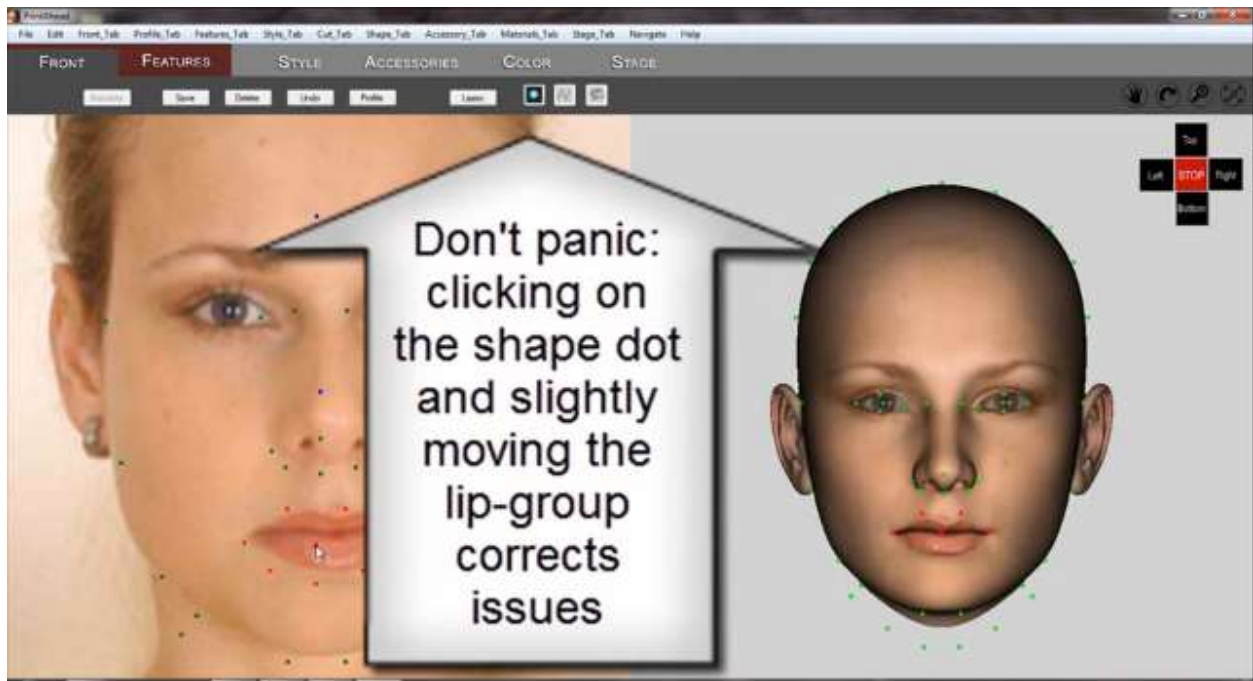 File Edit Front_Tab Profile_Tab Features_Tab Style_Tab Cut_Tab Shape_Tab Accessory_Tab Materials_Tab Stage_Tab Navigate Help
FRONT FEATURES STYLE ACCESSORIES COLOR STAGE
Save Delete Undo Profile
Top
Left STOP Right
Bottom
Don't panic:
clicking on
the shape dot
and slightly
moving the
lip-group
corrects
issues